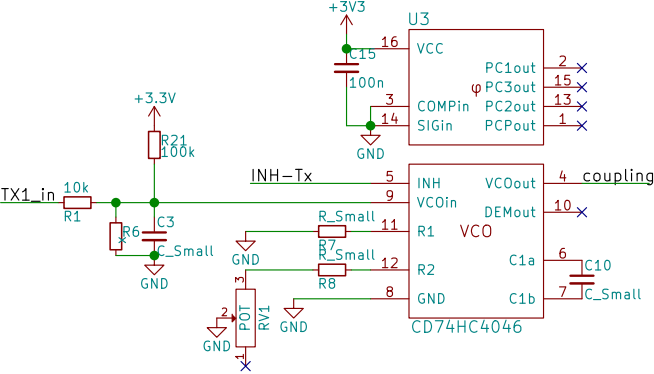 +3V3
U3
16 VCC
C15
100n
PC1out 2
φ PC3out 15
3 COMPin PC2out 13
14 SIGin PCPout 1
GND
+3.3V
R21
100k
TX1_in
10k
R1
R6
x
C3
C_Small
GND
INH-Tx
5 INH
VCOout 4
coupling
9 VCOin
DEMout 10
R_Small
R7
GND
11 R1
VCO
R_Small
R8
12 R2
C1a 6
C10
C_Small
C1b 7
8 GND
GND
CD74HC4046
3
2
POT
RV1
1
GND